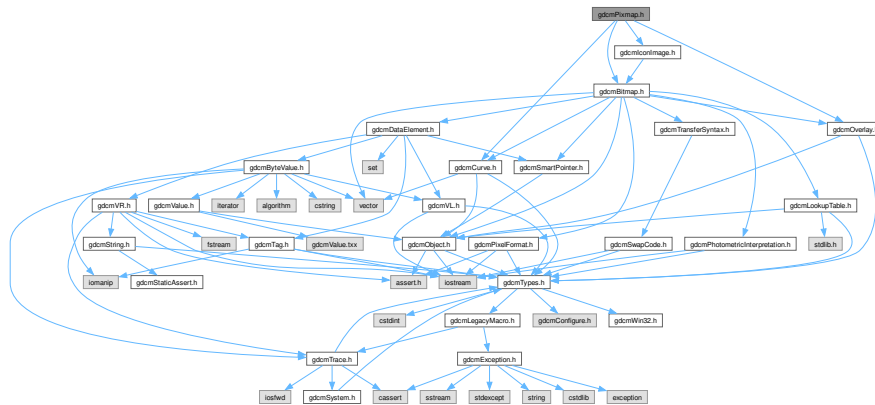 gdcmPixmap.h
gdcmIconImage.h
gdcmBitmap.h
gdcmDataElement.h
gdcmTransferSyntax.h
gdcmOverlay.h
gdcmByteValue.h
set
gdcmCurve.h
gdcmSmartPointer.h
gdcmVR.h
gdcmValue.h
iterator
algorithm
cstring
vector
gdcmVL.h
gdcmLookupTable.h
gdcmString.h
fstream
gdcmTag.h
gdcmValue.txx
gdcmObject.h
gdcmPixelFormat.h
gdcmSwapCode.h
gdcmPhotometricInterpretation.h
stdlib.h
iomanip
gdcmStaticAssert.h
assert.h
iostream
gdcmTypes.h
cstdint
gdcmLegacyMacro.h
gdcmConfigure.h
gdcmWin32.h
gdcmTrace.h
gdcmException.h
iosfwd
gdcmSystem.h
cassert
sstream
stdexcept
string
cstdlib
exception